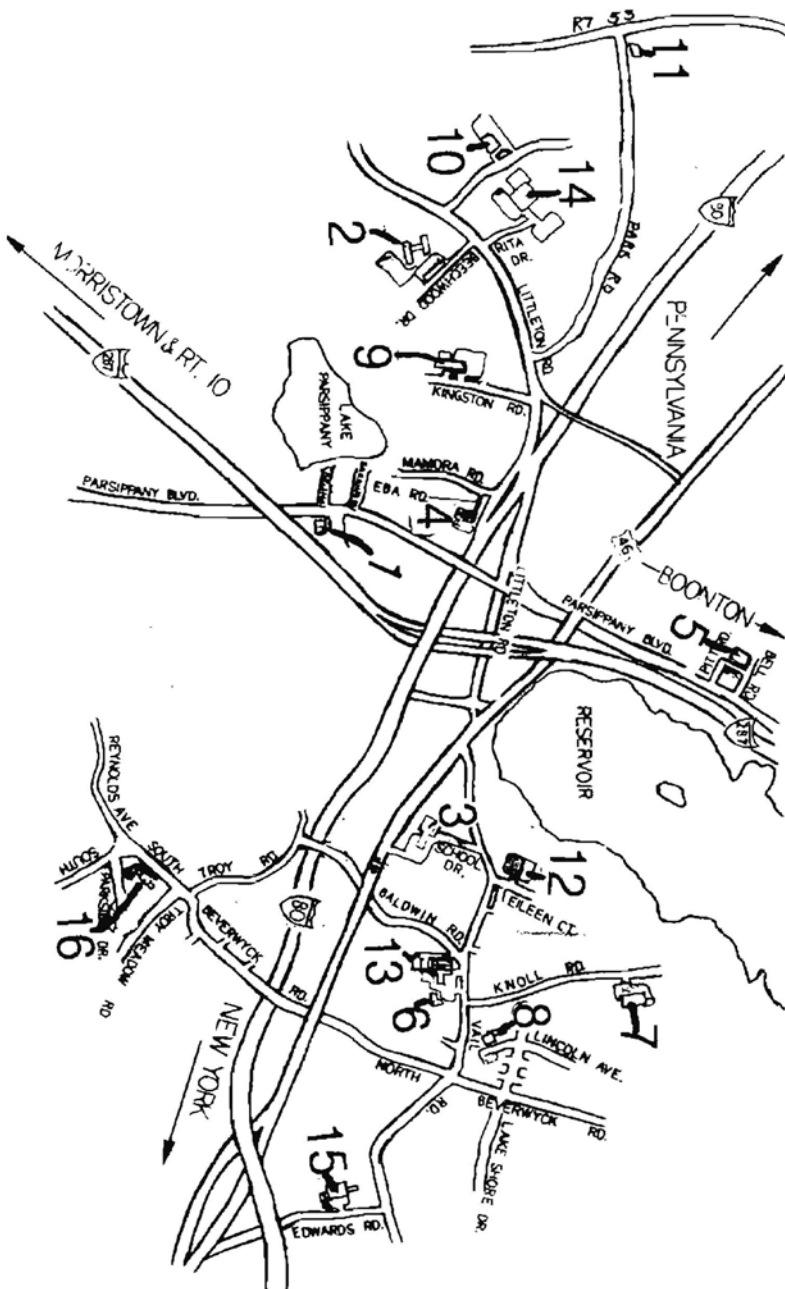 RT 53
11
10
14
2
RITA
DR.
BEECHWOOD
DR.
LITTLETON
RD
PARK RD
PENNSYLVANIA
MORRISTOWN & RT. 10
287
9
KINGSTON RD.
LAKE
PARSIPPANY
MAMORA RD.
EBA RD.
4
PARSIPPANY BLVD.
1
LITTLETON RD
46
BOONTON
PARSIPPANY BLVD.
5
BELL RD
287
RESERVOIR
REYNOLDS AVE
SOUTH
SOUTH
TROY
RD.
BEVERWYCK
RD.
DR.
TROY MEADOW
RD
16
80
3
SCHOOL
DR.
12
EILEEN CT.
BALDWIN RD.
13
6
KNOLL RD.
7
8
VAIL
RD.
LINCOLN AVE.
NORTH
BEVERWYCK RD.
LAKE SHORE DR.
NEW YORK
15
EDWARDS RD.